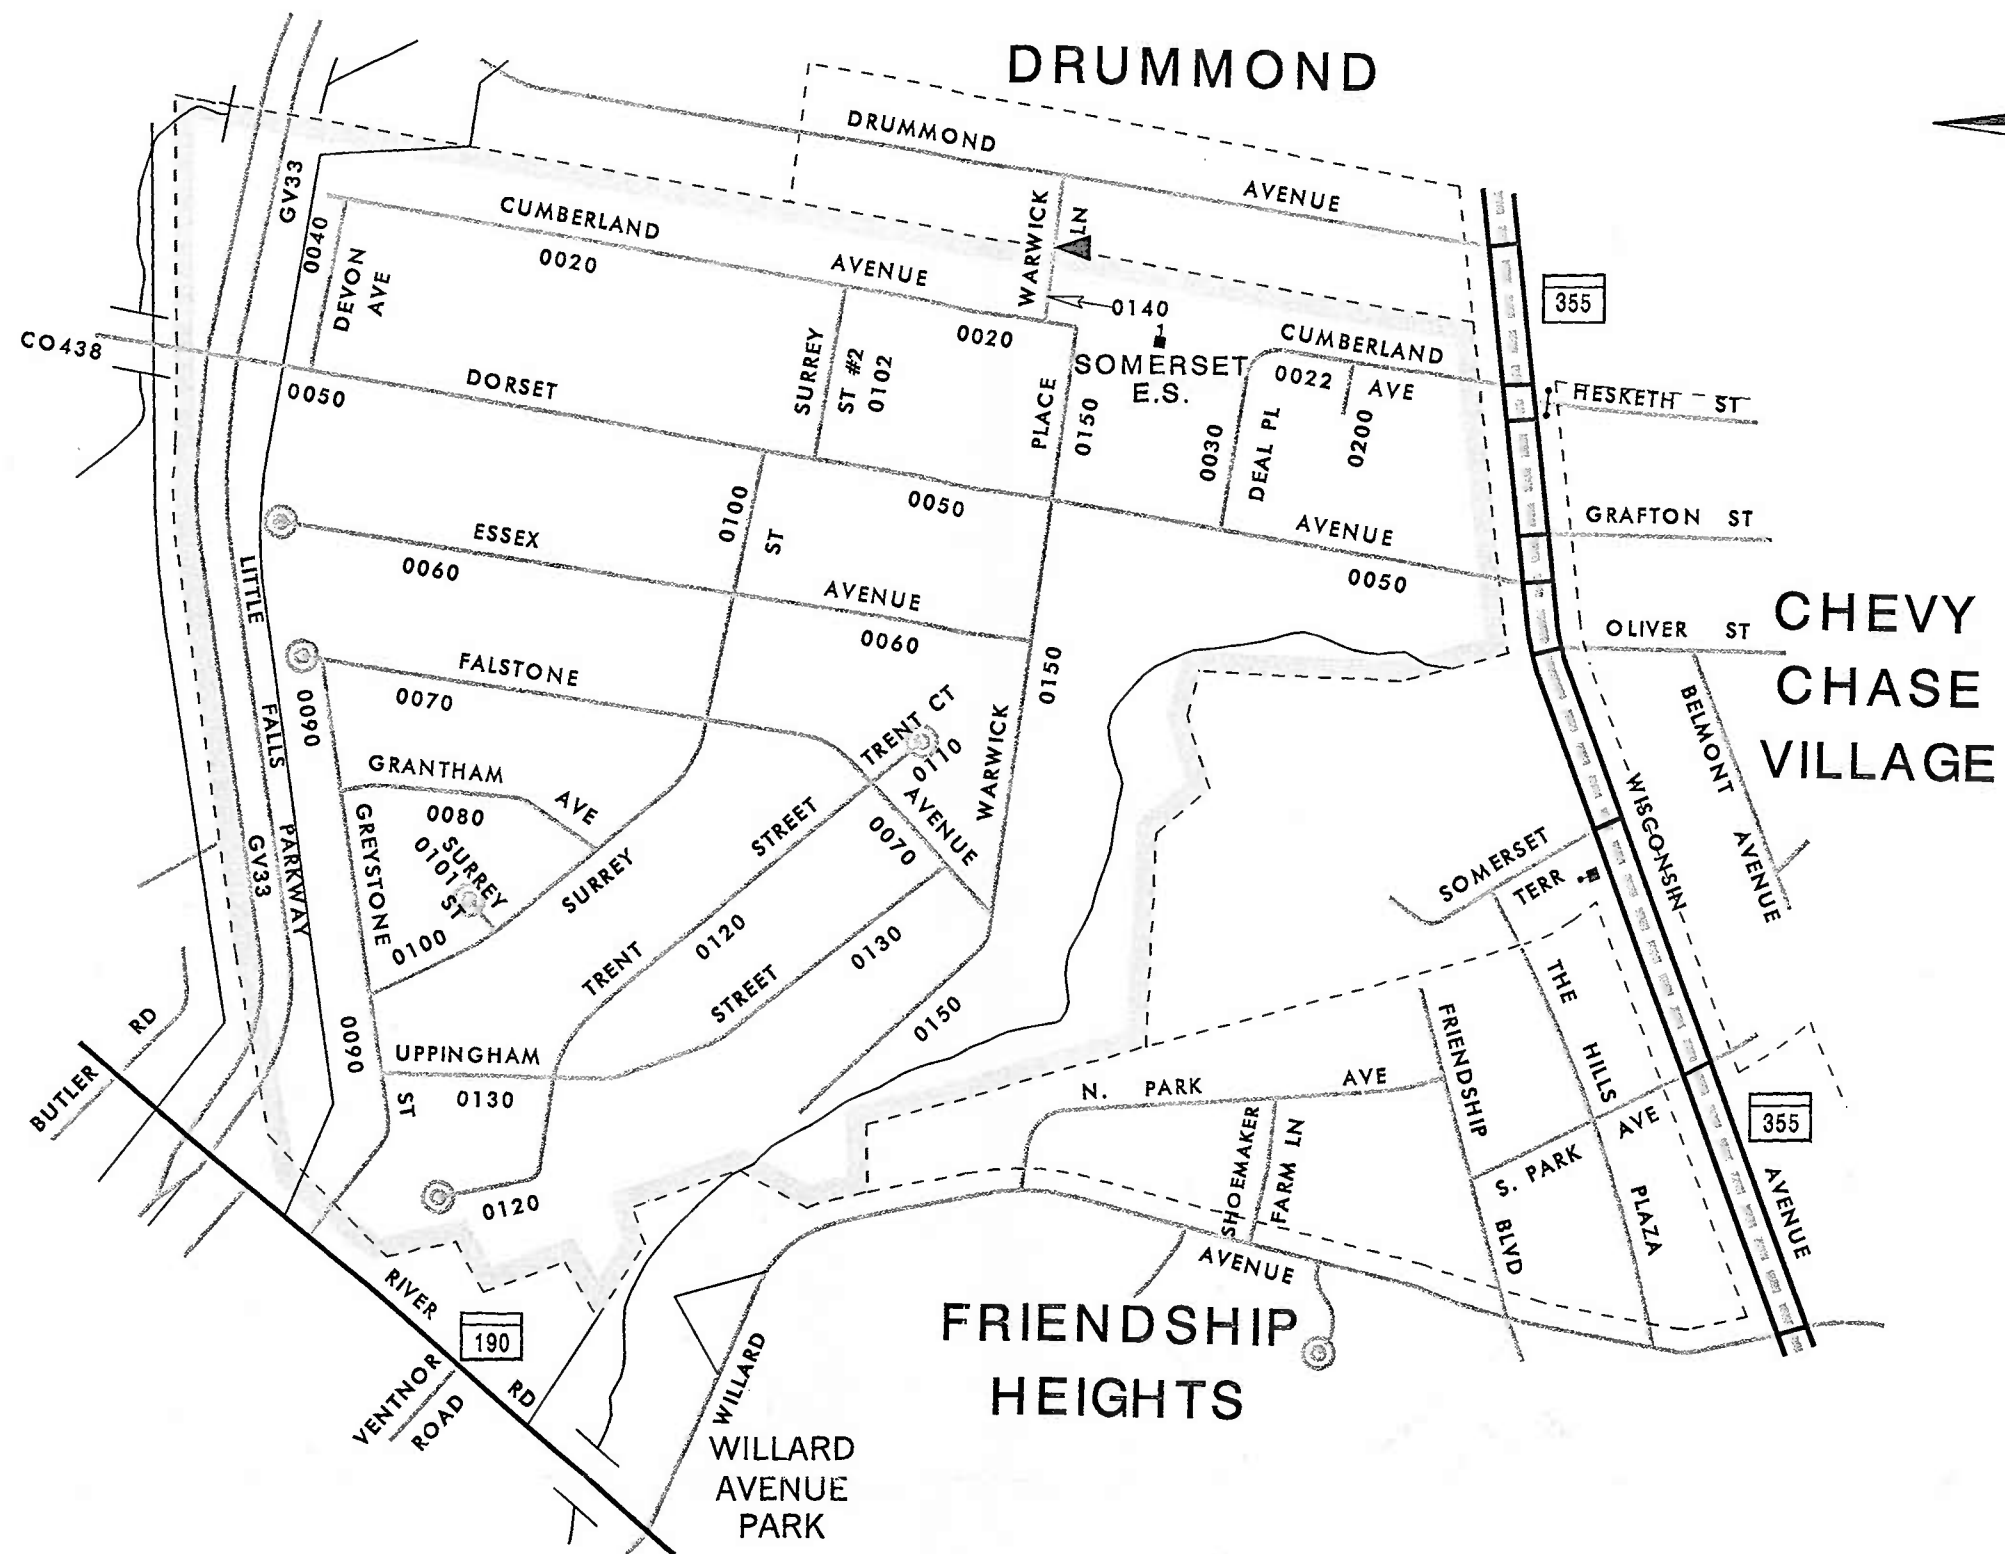 DRUMMOND
DRUMMOND
AVENUE
GV33
0040
DEVON
AVE
CUMBERLAND
0020
AVENUE
0020
WARWICK
LN
0140
1
SOMERSET
E.S.
355
CO438
0050
DORSET
SURREY
ST #2
0102
PLACE
0150
CUMBERLAND
0022
AVE
0200
0030
DEAL PL
HESKETH ST
0100
ST
0050
AVENUE
0050
GRAFTON ST
ESSEX
0060
AVENUE
0060
CHEVY
CHASE
VILLAGE
OLIVER ST
BELMONT
AVENUE
LITTLE
FALLS
PARKWAY
GV33
0090
FALSTONE
0070
TRENT CT
0110
0150
WARWICK
GRANTHAM
0080
AVE
GREYSTONE
SURREY
0101
ST
0100
SURREY
STREET
AVENUE
0070
TRENT
0120
STREET
0130
0150
WISCONSIN
SOMERSET
TERR
THE
HILLS
FRIENDSHIP
RD
BUTLER
0090
UPPINGHAM
0130
ST
0120
N. PARK AVE
SHOEMAKER
FARM LN
S. PARK
AVE
PLAZA
BLVD
355
AVENUE
AVENUE
RIVER
190
RD
VENTNOR
ROAD
WILLARD
FRIENDSHIP
HEIGHTS
WILLARD
AVENUE
PARK